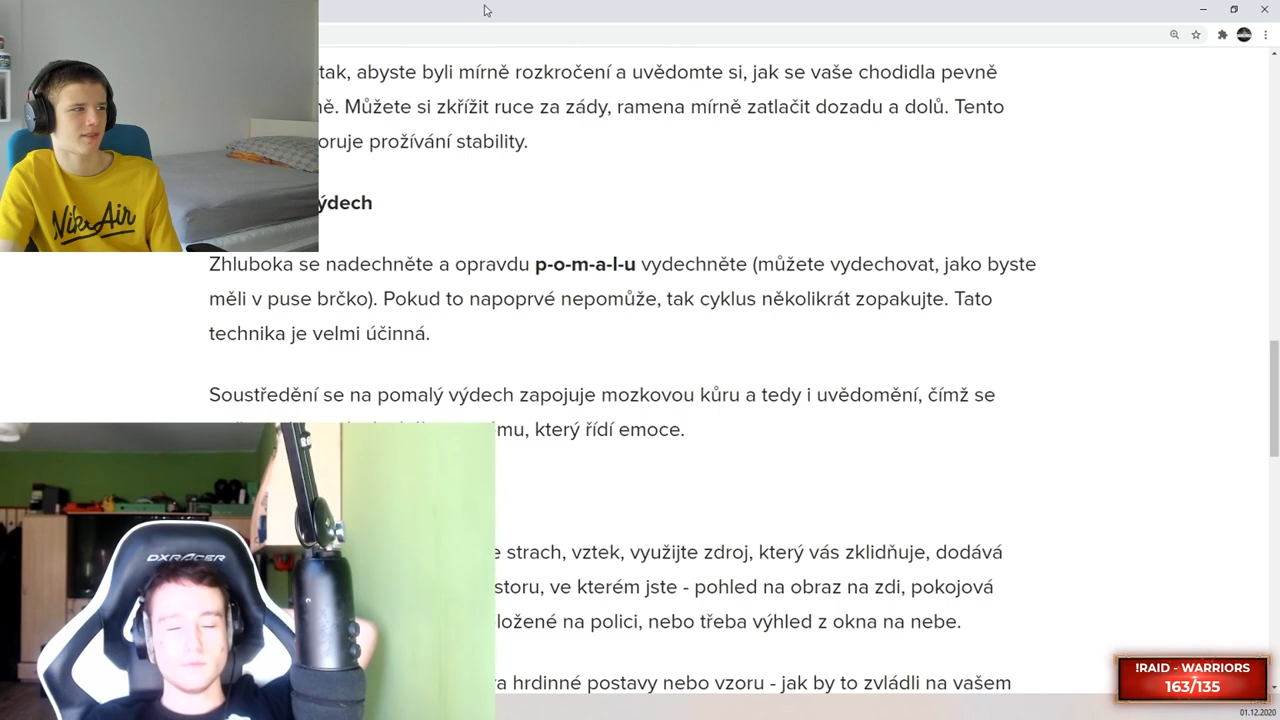 tak, abyste byli mírně rozkročení a uvědomte si, jak se vaše chodidla pevně
ně. Můžete si zkřížit ruce za zády, ramena mírně zatlačit dozadu a dolů. Tento
oruje prožívání stability.
ýdech
Nike Air
Zhluboka se nadechněte a opravdu p-o-m-a-l-u vydechněte (můžete vydechovat, jako byste
měli v puse brčko). Pokud to napoprvé nepomůže, tak cyklus několikrát zopakujte. Tato
technika je velmi účinná.
Soustředění se na pomalý výdech zapojuje mozkovou kůru a tedy i uvědomění, čímž se
mu, který řídí emoce.
e strach, vztek, využijte zdroj, který vás zklidňuje, dodává
storu, ve kterém jste - pohled na obraz na zdi, pokojová
ložené na polici, nebo třeba výhled z okna na nebe.
a hrdinné postavy nebo vzoru - jak by to zvládli na vašem
DXRACER
!RAID - WARRIORS
163/135
01.12.2020